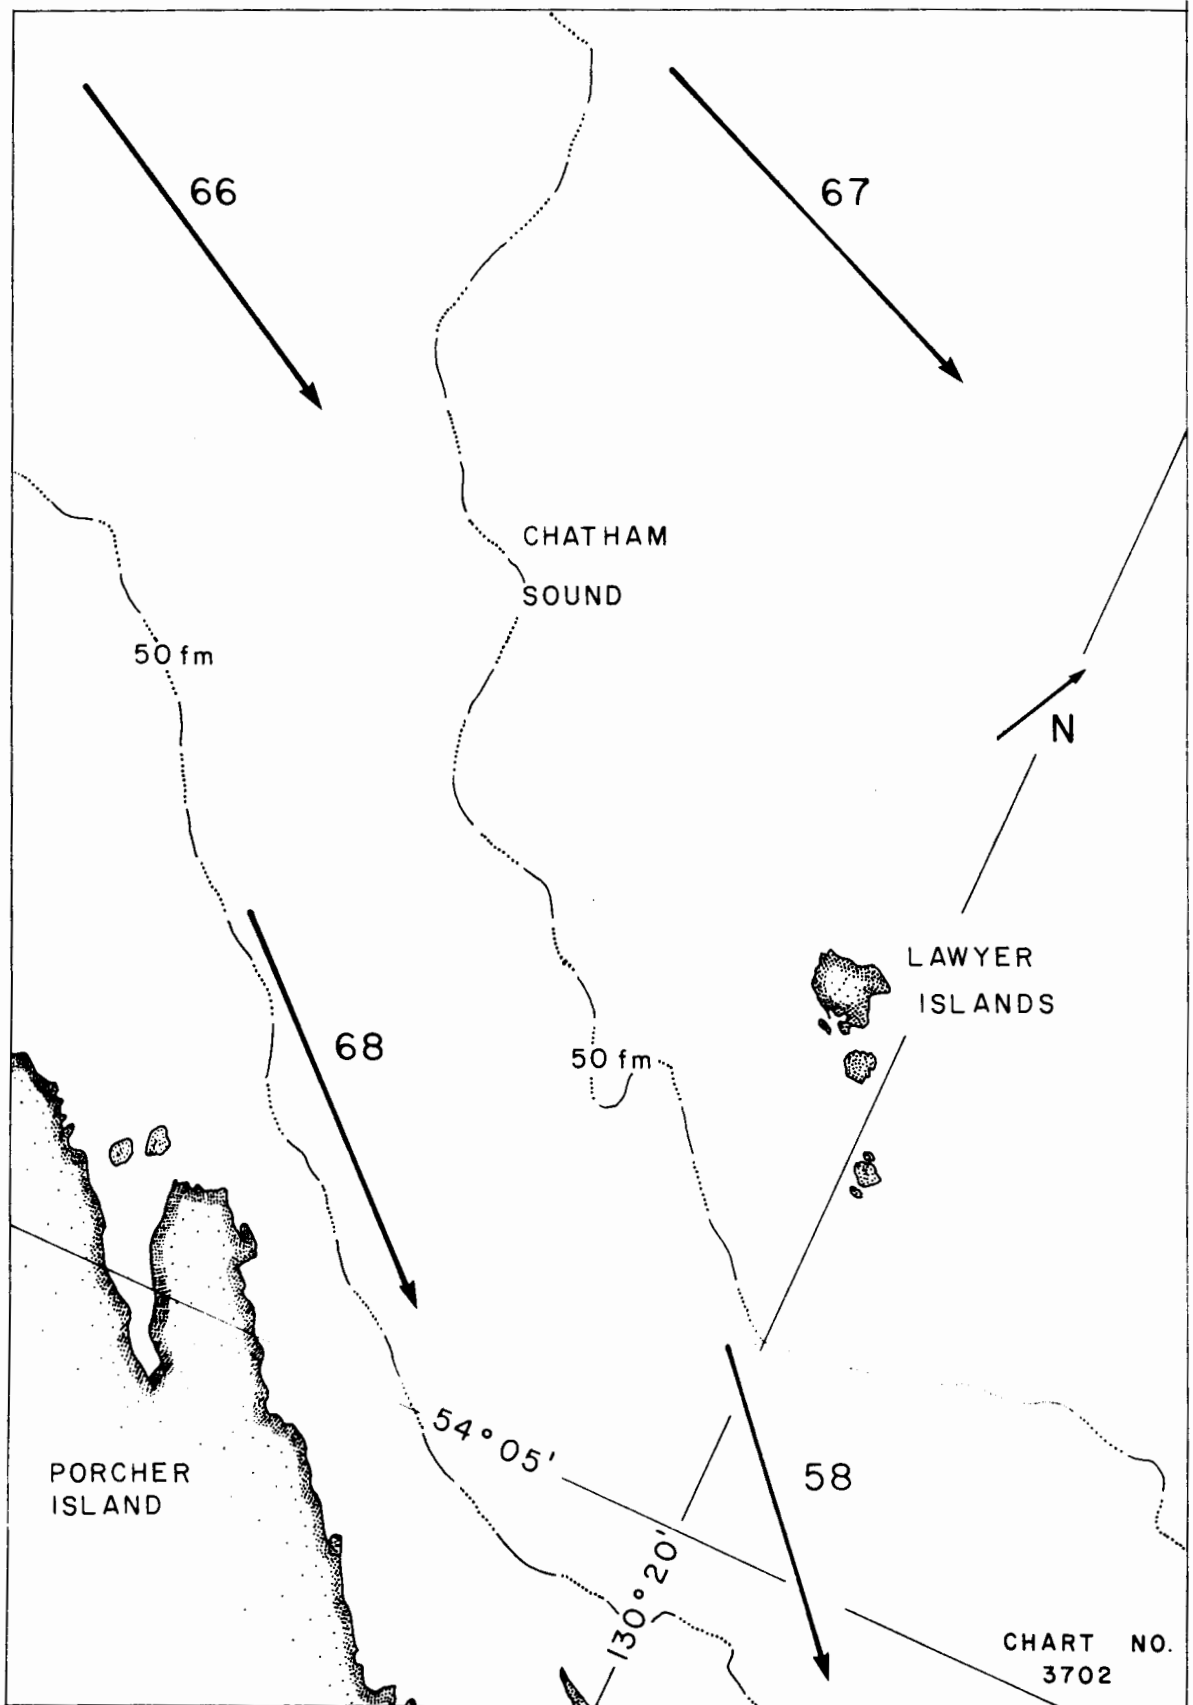 66
67
CHATHAM
SOUND
50 fm
N
LAWYER
ISLANDS
68
50 fm
54° 05'
PORCHER
ISLAND
58
130° 20'
CHART NO.
3702